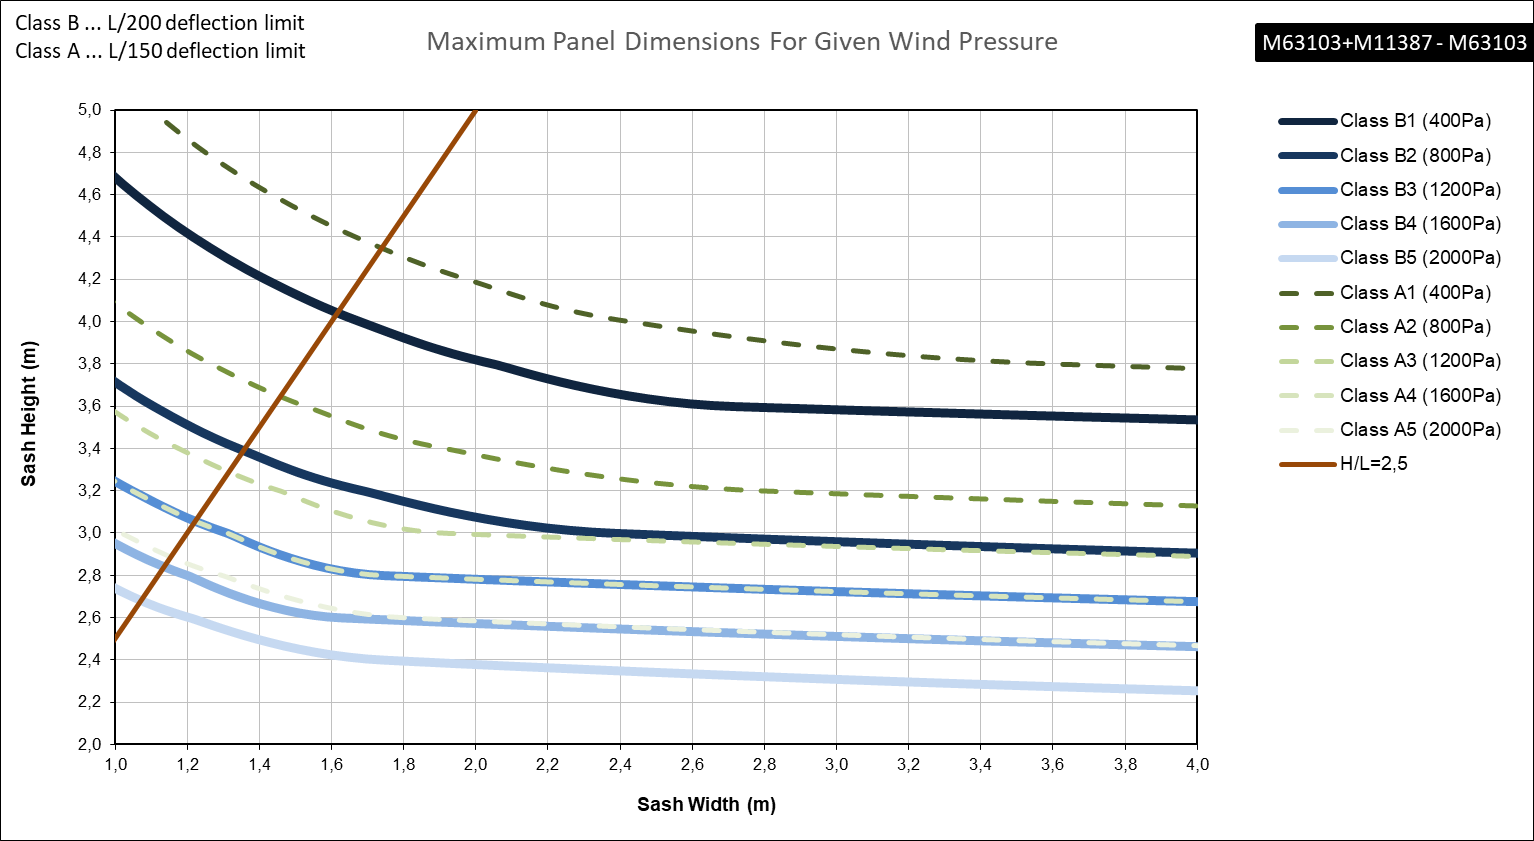 Class B ... L/200 deflection limit
Class A ... L/150 deflection limit
Maximum Panel Dimensions For Given Wind Pressure
M63103+M11387 - M63103
5,0
4,8
4,6
4,4
4,2
4,0
3,8
3,6
3,4
3,2
3,0
2,8
2,6
2,4
2,2
2,0
Sash Height (m)
1,0 1,2 1,4 1,6 1,8 2,0 2,2 2,4 2,6 2,8 3,0 3,2 3,4 3,6 3,8 4,0
Sash Width (m)
Class B1 (400Pa)
Class B2 (800Pa)
Class B3 (1200Pa)
Class B4 (1600Pa)
Class B5 (2000Pa)
Class A1 (400Pa)
Class A2 (800Pa)
Class A3 (1200Pa)
Class A4 (1600Pa)
Class A5 (2000Pa)
H/L=2,5